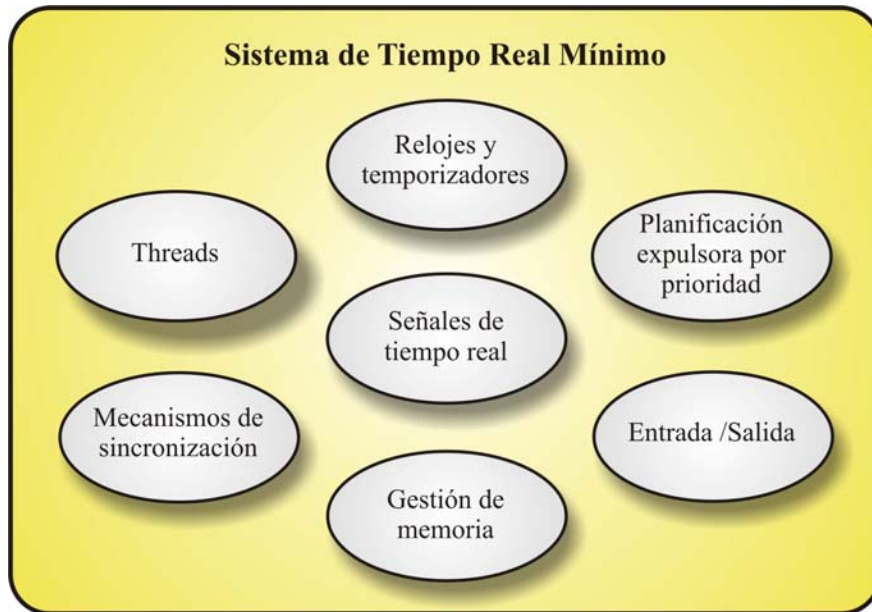 Sistema de Tiempo Real Mínimo
Relojes y
temporizadores
Threads
Planificación
expulsora por
prioridad
Señales de
tiempo real
Mecanismos de
sincronización
Entrada /Salida
Gestión de
memoria